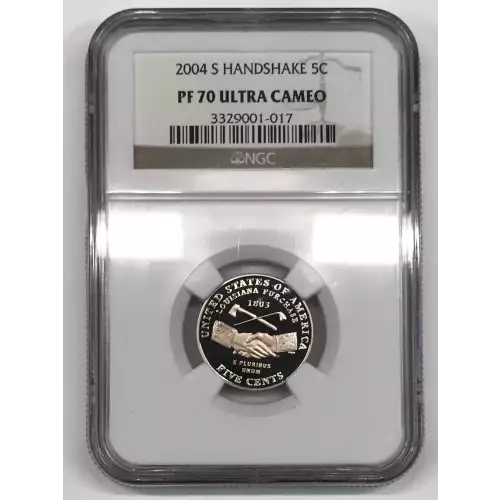 2004 S HANDSHAKE 5C
PF 70 ULTRA CAMEO
3329001-017
NGC
UNITED STATES OF AMERICA
LOUISIANA PURCHASE
1803
E PLURIBUS
UNUM
FIVE CENTS